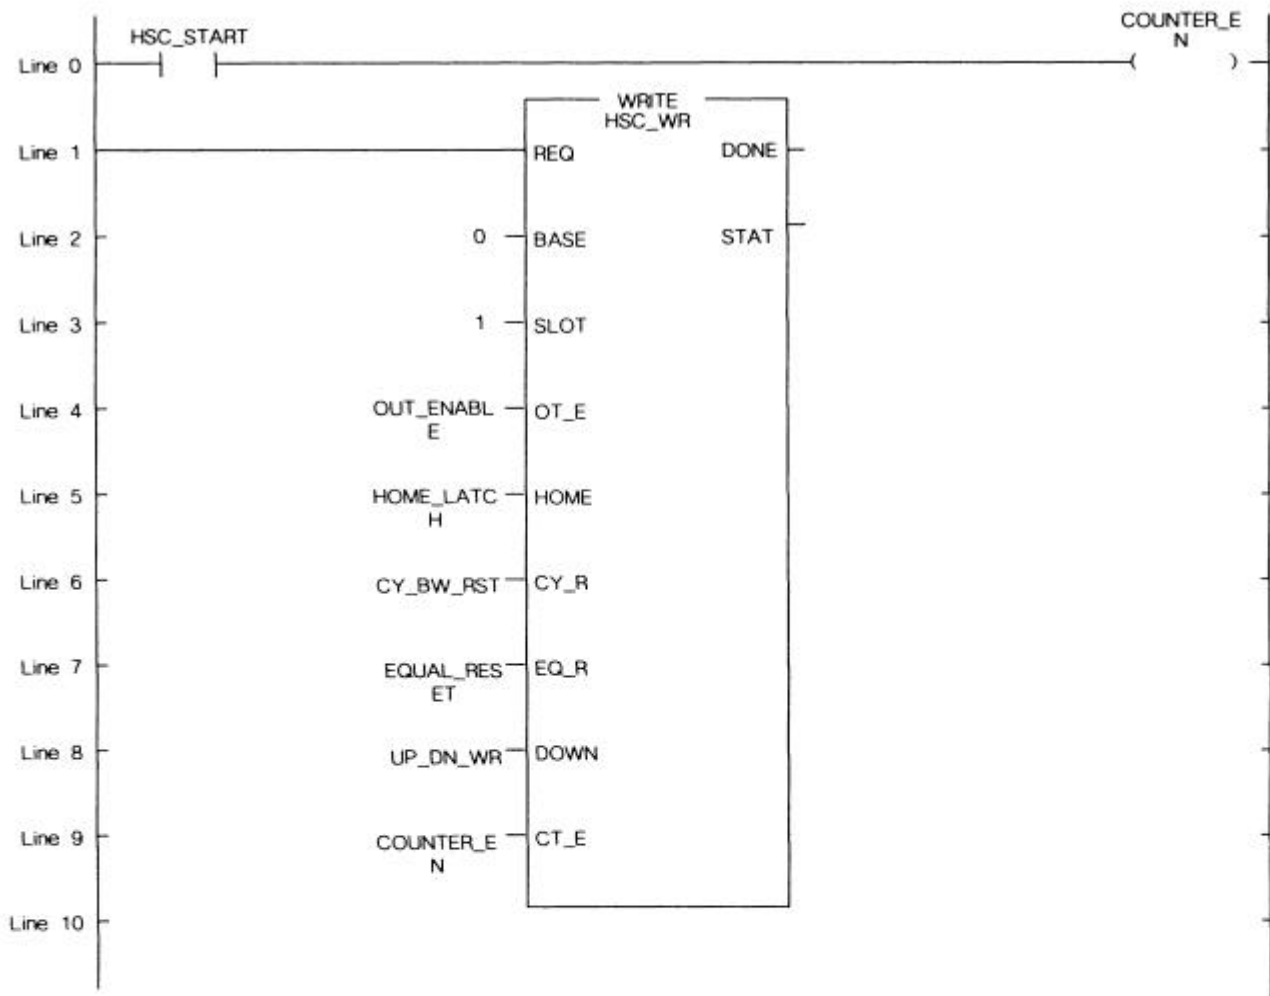 COUNTER_E
N
HSC_START
Line 0
WRITE
HSC_WR
Line 1 REQ DONE
Line 2 0 BASE STAT
Line 3 1 SLOT
Line 4 OUT_ENABL OT_E
E
Line 5 HOME_LATC HOME
H
Line 6 CY_BW_RST CY_R
Line 7 EQUAL_RES EQ_R
ET
Line 8 UP_DN_WR DOWN
Line 9 COUNTER_E CT_E
N
Line 10